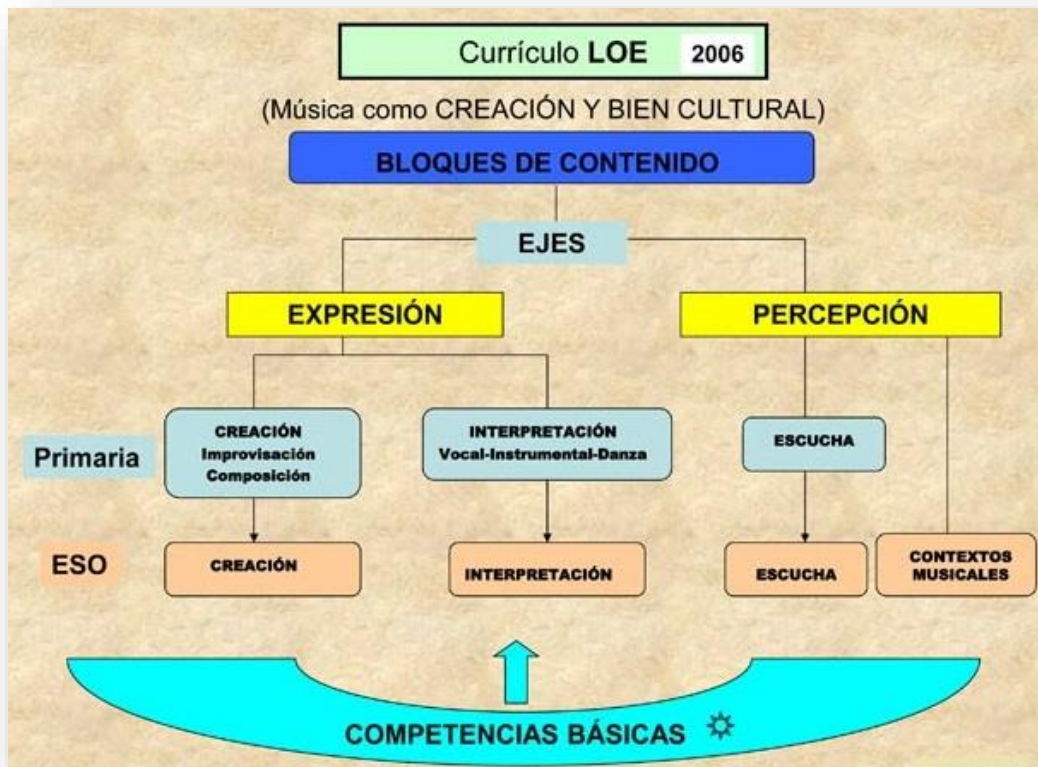 Currículo LOE 2006
(Música como CREACIÓN Y BIEN CULTURAL)
BLOQUES DE CONTENIDO
EJES
EXPRESIÓN
PERCEPCIÓN
Primaria
CREACIÓN
Improvisación
Composición
INTERPRETACIÓN
Vocal-Instrumental-Danza
ESCUCHA
ESO
CREACIÓN
INTERPRETACIÓN
ESCUCHA
CONTEXTOS
MUSICALES
COMPETENCIAS BÁSICAS